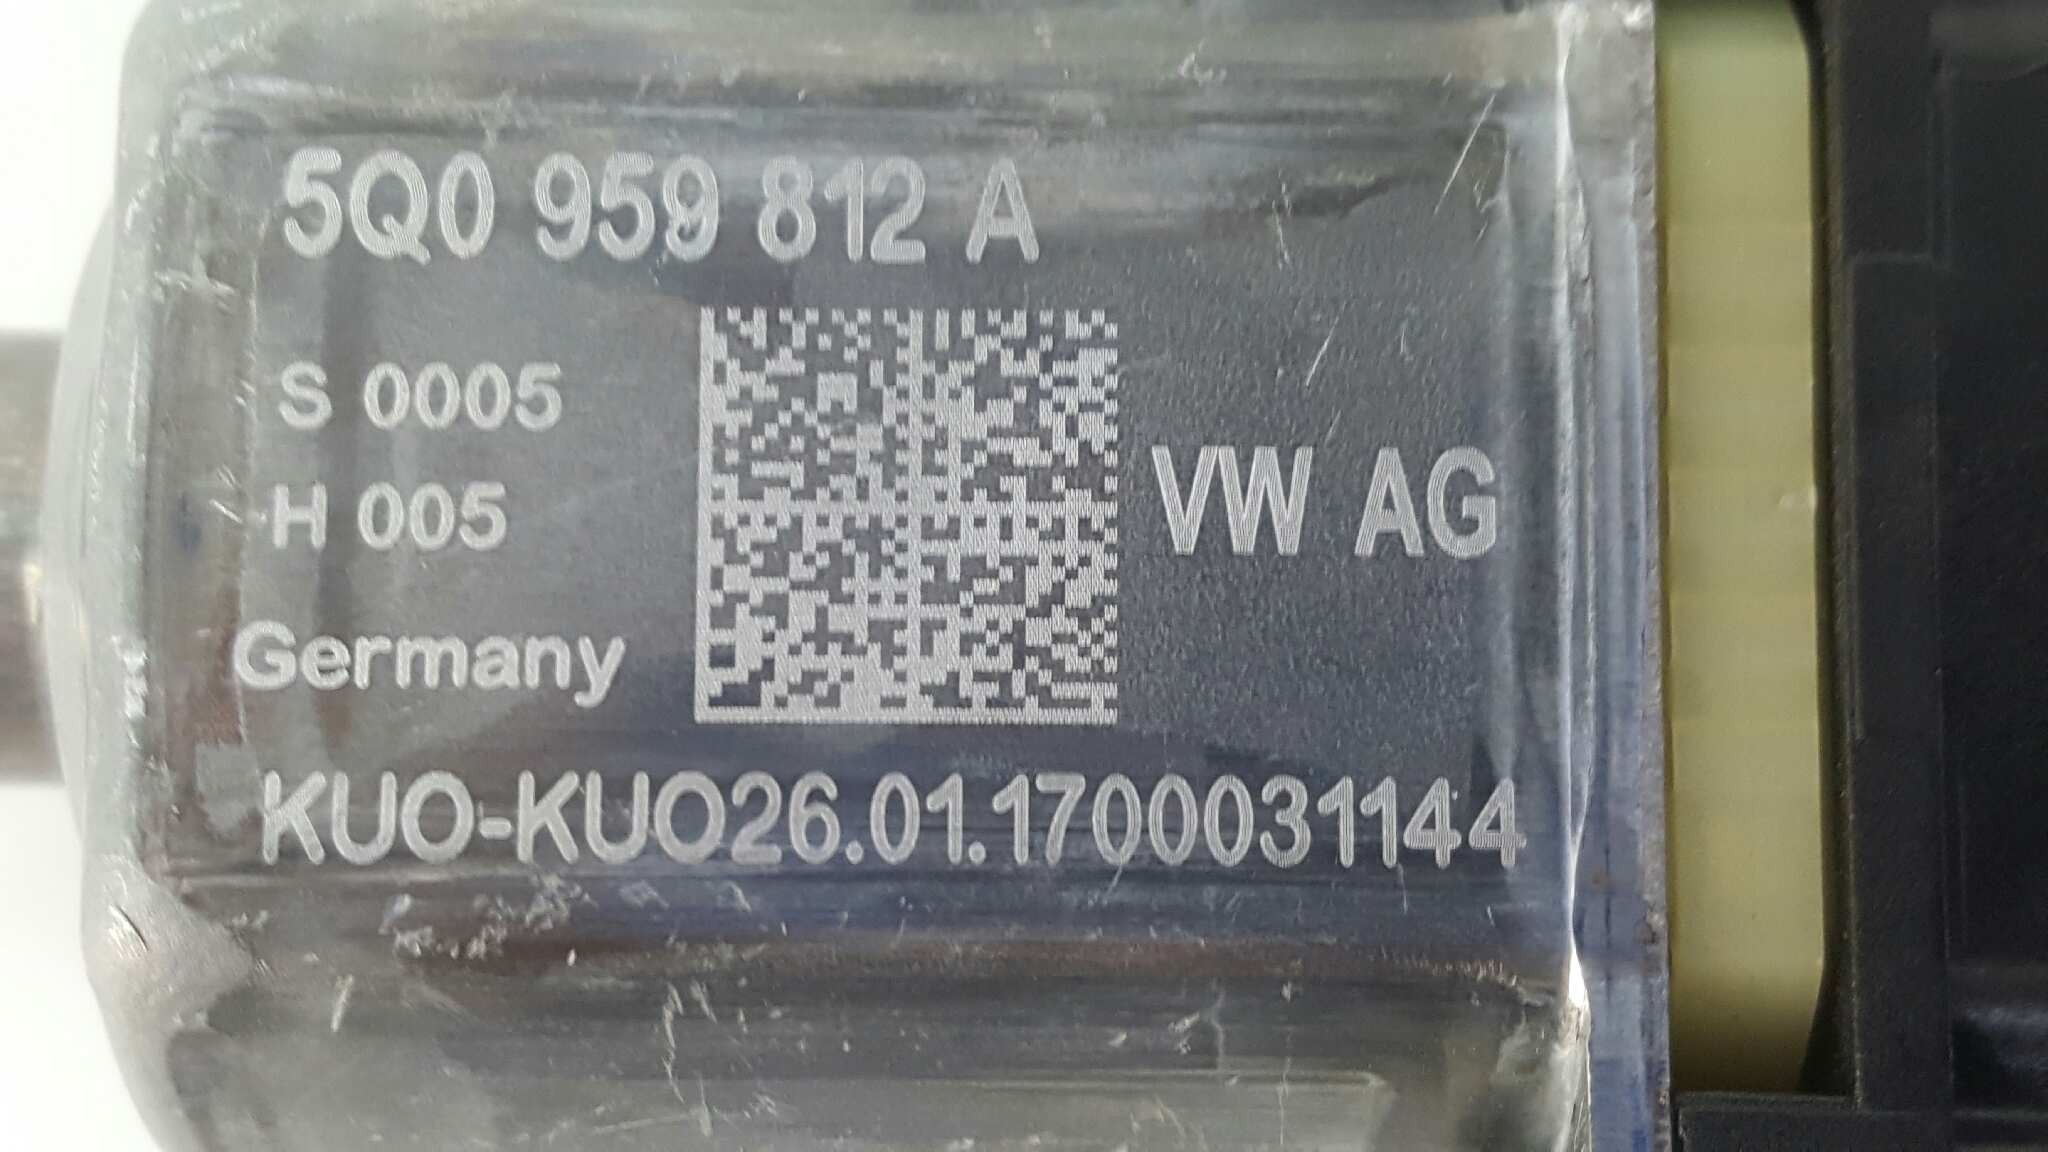 5Q0 959 812 A
S 0005
H 005
VW AG
Germany
KUO-KUO26.01.1700031144